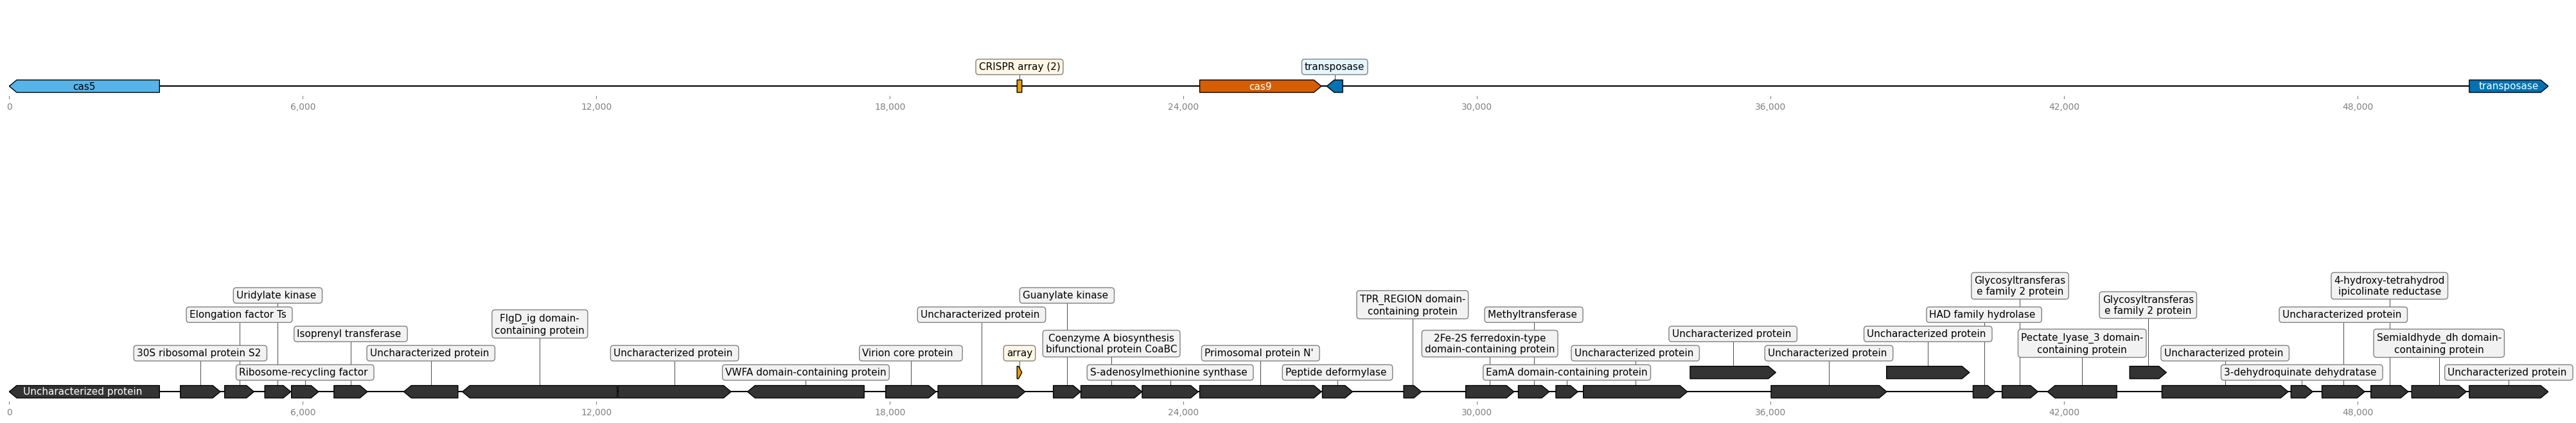 CRISPR array (2)
transposase
cas5
cas9
transposase
0
6,000
12,000
18,000
24,000
30,000
36,000
42,000
48,000
Glycosyltransferas
e family 2 protein
4-hydroxy-tetrahydrod
ipicolinate reductase
Uridylate kinase
Guanylate kinase
TPR_REGION domain-
containing protein
Glycosyltransferas
e family 2 protein
Elongation factor Ts
Uncharacterized protein
Methyltransferase
HAD family hydrolase
Uncharacterized protein
FlgD_ig domain-
containing protein
Isoprenyl transferase
Uncharacterized protein
Uncharacterized protein
Coenzyme A biosynthesis
bifunctional protein CoaBC
2Fe-2S ferredoxin-type
domain-containing protein
Pectate_lyase_3 domain-
containing protein
Semialdhyde_dh domain-
containing protein
30S ribosomal protein S2
Uncharacterized protein
Uncharacterized protein
Virion core protein
array
Primosomal protein N'
Uncharacterized protein
Uncharacterized protein
Uncharacterized protein
Ribosome-recycling factor
VWFA domain-containing protein
S-adenosylmethionine synthase
Peptide deformylase
EamA domain-containing protein
3-dehydroquinate dehydratase
Uncharacterized protein
Uncharacterized protein
0
6,000
12,000
18,000
24,000
30,000
36,000
42,000
48,000